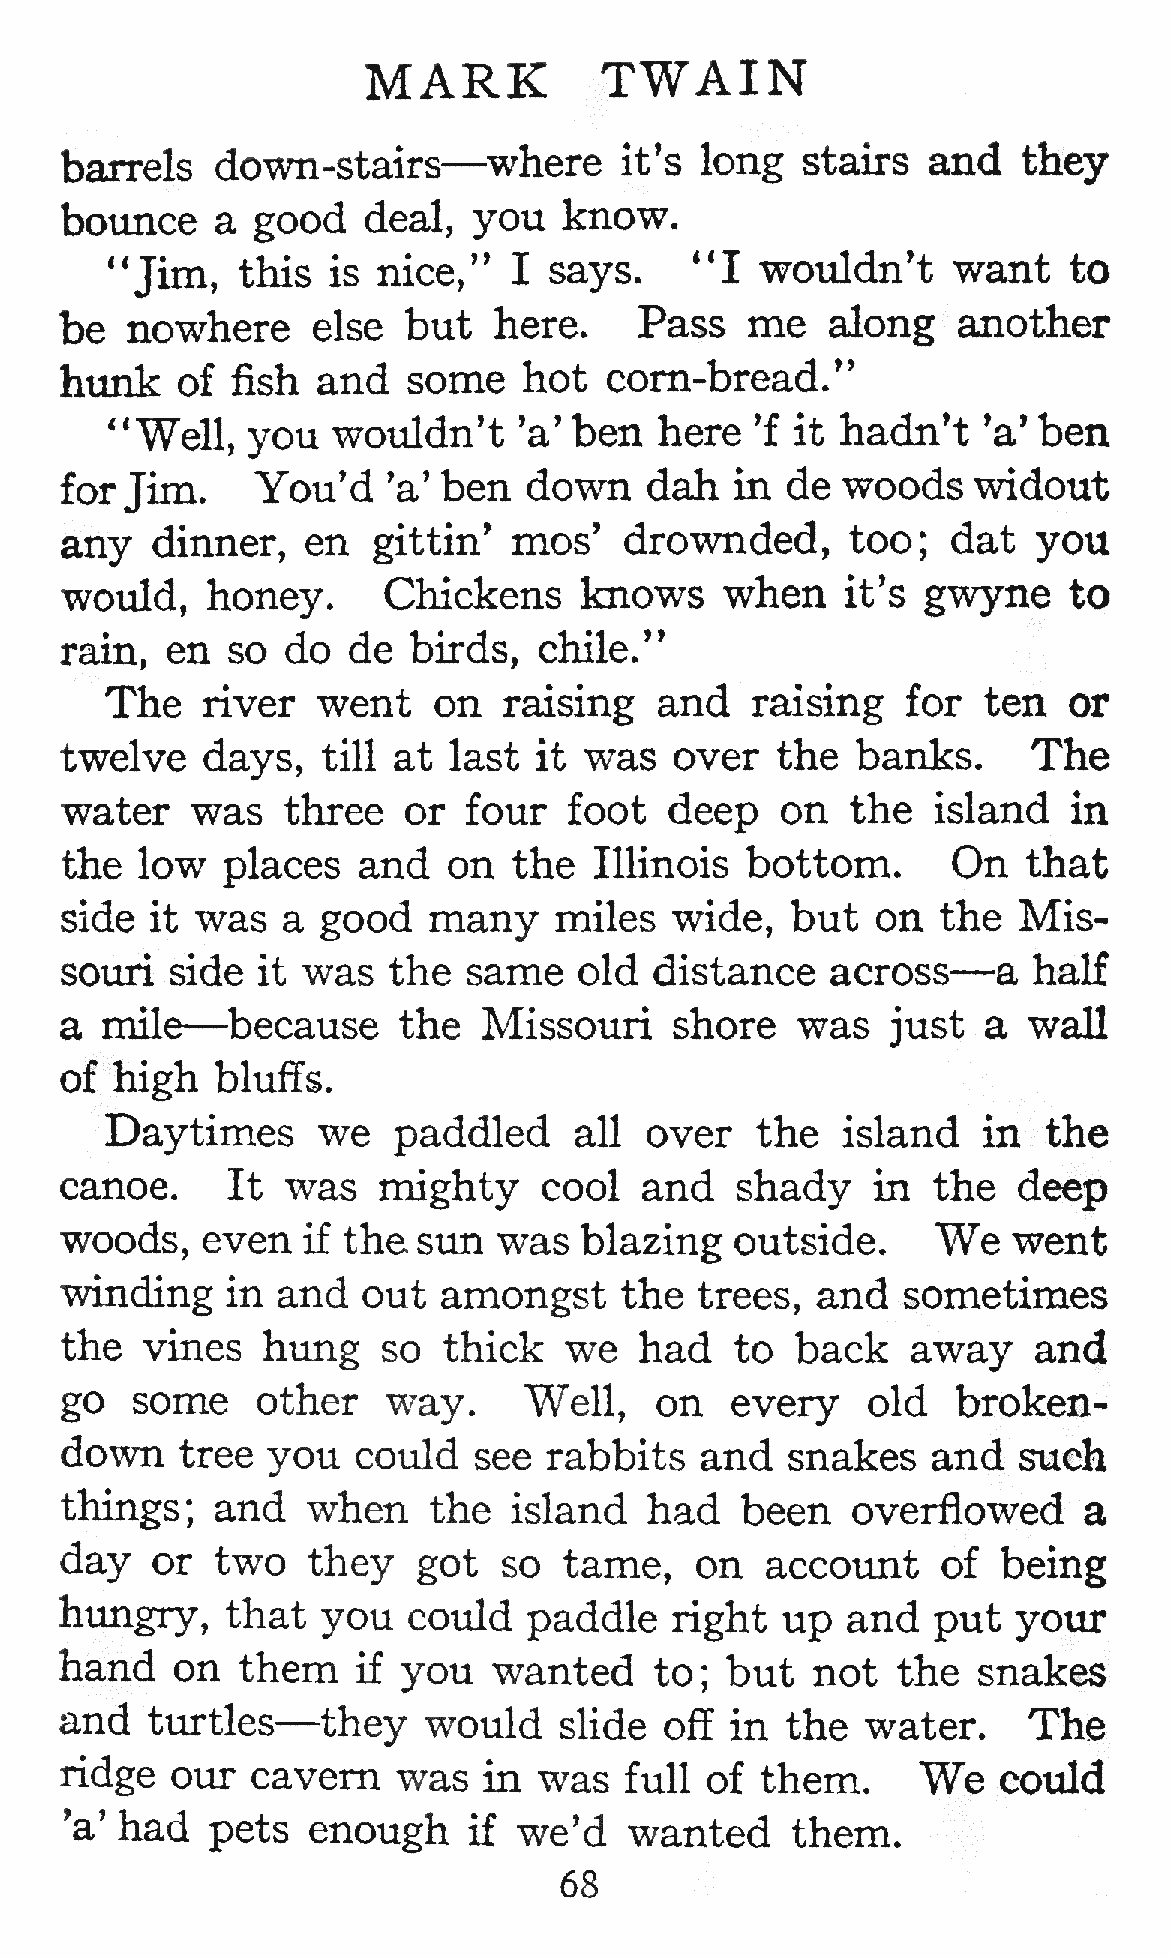 MARK TWAIN
barrels down-stairs—where it's long stairs and they
bounce a good deal, you know.
"Jim, this is nice," I says. "I wouldn't want to
be nowhere else but here. Pass me along another
hunk of fish and some hot corn-bread."
"Well, you wouldn't 'a' ben here 'f it hadn't 'a' ben
for Jim. You'd 'a' ben down dah in de woods widout
any dinner, en gittin' mos' drownded, too; dat you
would, honey. Chickens knows when it's gwyne to
rain, en so do de birds, chile."
The river went on raising and raising for ten or
twelve days, till at last it was over the banks. The
water was three or four foot deep on the island in
the low places and on the Illinois bottom. On that
side it was a good many miles wide, but on the Mis-
souri side it was the same old distance across—a half
a mile—because the Missouri shore was just a wall
of high bluffs.
Daytimes we paddled all over the island in the
canoe. It was mighty cool and shady in the deep
woods, even if the sun was blazing outside. We went
winding in and out amongst the trees, and sometimes
the vines hung so thick we had to back away and
go some other way. Well, on every old broken-
down tree you could see rabbits and snakes and such
things; and when the island had been overflowed a
day or two they got so tame, on account of being
hungry, that you could paddle right up and put your
hand on them if you wanted to; but not the snakes
and turtles—they would slide off in the water. The
ridge our cavern was in was full of them. We could
'a' had pets enough if we'd wanted them.
68